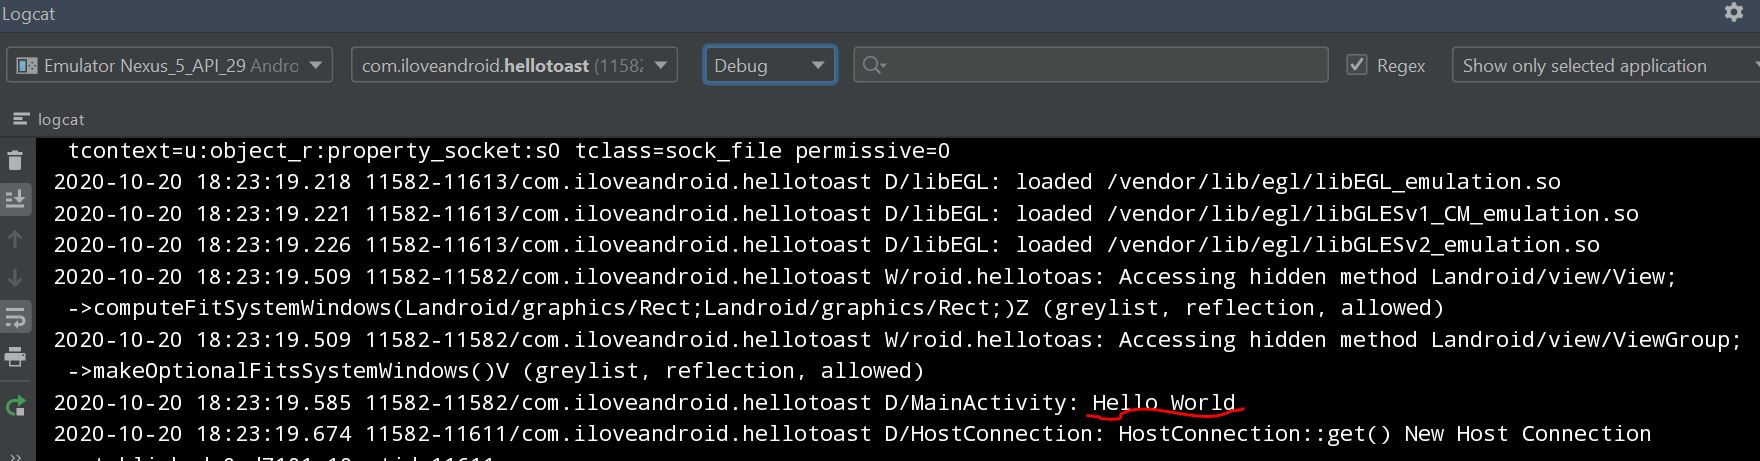 Logcat
Emulator Nexus_5_API_29 Andro
com.iloveandroid.hellotoast (11582
Debug
Regex
Show only selected application
logcat
tcontext=u:object_r:property_socket:s0 tclass=sock_file permissive=0
2020-10-20 18:23:19.218 11582-11613/com.iloveandroid.hellotoast D/libEGL: loaded /vendor/lib/egl/libEGL_emulation.so
2020-10-20 18:23:19.221 11582-11613/com.iloveandroid.hellotoast D/libEGL: loaded /vendor/lib/egl/libGLESv1_CM_emulation.so
2020-10-20 18:23:19.226 11582-11613/com.iloveandroid.hellotoast D/libEGL: loaded /vendor/lib/egl/libGLESv2_emulation.so
2020-10-20 18:23:19.509 11582-11582/com.iloveandroid.hellotoast W/roid.hellotoas: Accessing hidden method Landroid/view/View;
->computeFitSystemWindows(Landroid/graphics/Rect;Landroid/graphics/Rect;)Z (greylist, reflection, allowed)
2020-10-20 18:23:19.509 11582-11582/com.iloveandroid.hellotoast W/roid.hellotoas: Accessing hidden method Landroid/view/ViewGroup;
->makeOptionalFitsSystemWindows()V (greylist, reflection, allowed)
2020-10-20 18:23:19.585 11582-11582/com.iloveandroid.hellotoast D/MainActivity: Hello World
2020-10-20 18:23:19.674 11582-11611/com.iloveandroid.hellotoast D/HostConnection: HostConnection::get() New Host Connection